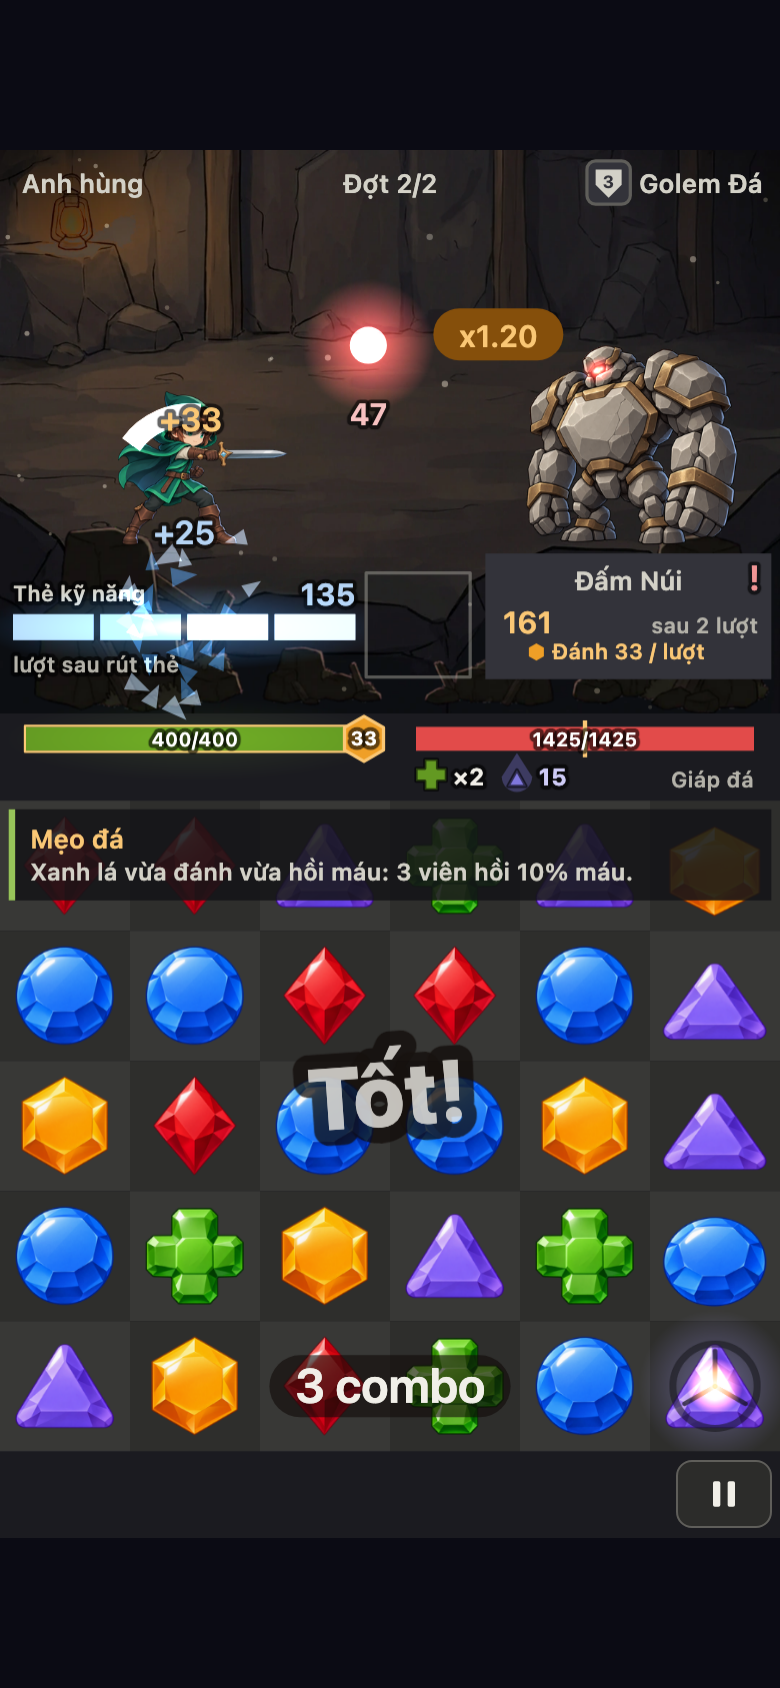 Anh hùng
Đợt 2/2
3
Golem Đá
x1.20
47
+33
+25
Thẻ kỹ năng
135
lượt sau rút thẻ
Đấm Núi
!
161
sau 2 lượt
Đánh 33 / lượt
400/400
33
1425/1425
x2
15
Giáp đá
Mẹo đá
Xanh lá vừa đánh vừa hồi máu: 3 viên hồi 10% máu.
Tốt!
3 combo